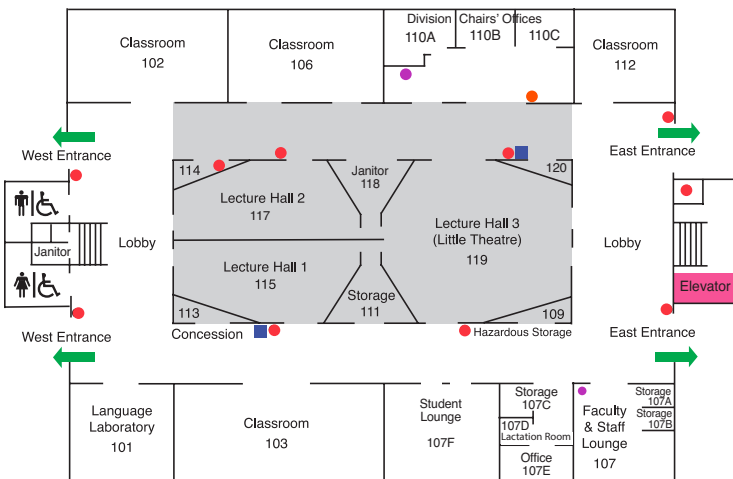 Division Chairs' Offices
110A 110B 110C
Classroom
102
Classroom
106
Classroom
112
West Entrance
East Entrance
114
Janitor
118
120
Lecture Hall 2
117
Lecture Hall 3
(Little Theatre)
119
Lobby
Lobby
Janitor
Lecture Hall 1
115
Storage
111
Elevator
113
109
Concession
Hazardous Storage
West Entrance
East Entrance
Language
Laboratory
101
Classroom
103
Student
Lounge
107F
Storage
107C
107D
Lactation Room
Office
107E
Faculty
& Staff
Lounge
107
Storage
107A
Storage
107B